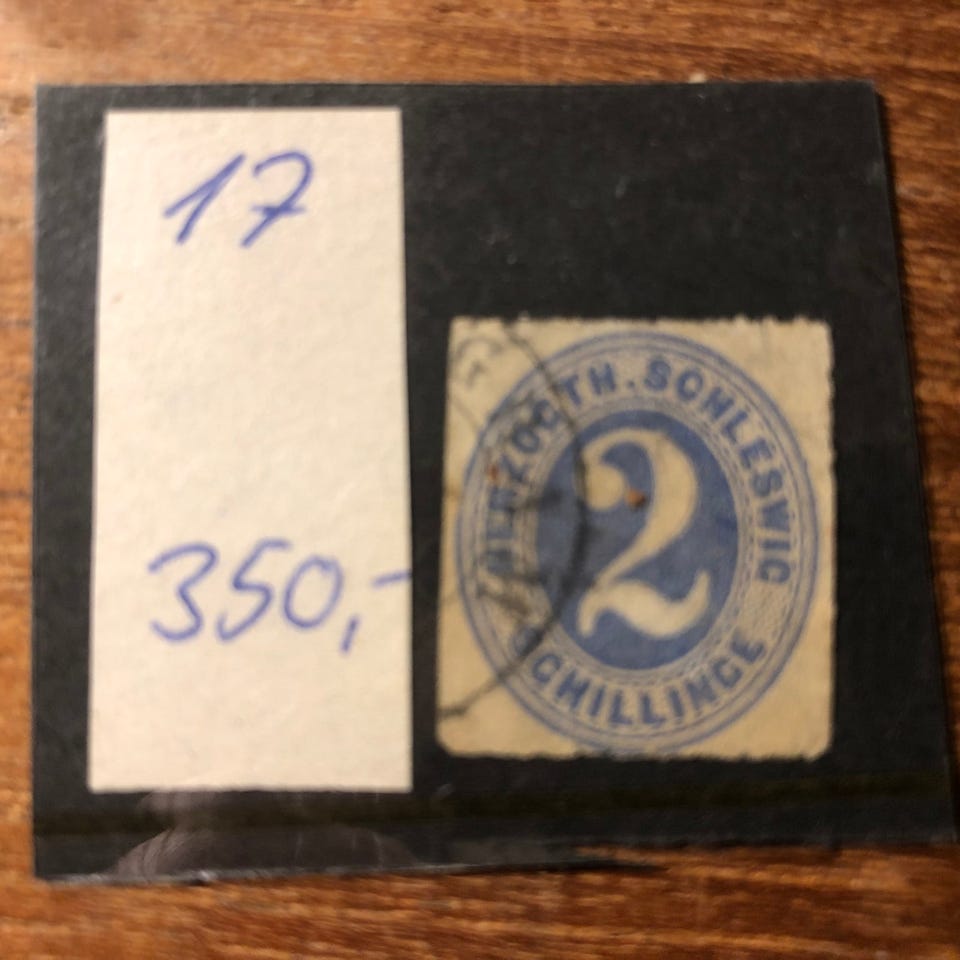 17
350,-
HERZOGTH. SCHLESWIG
2
SCHILLINGE